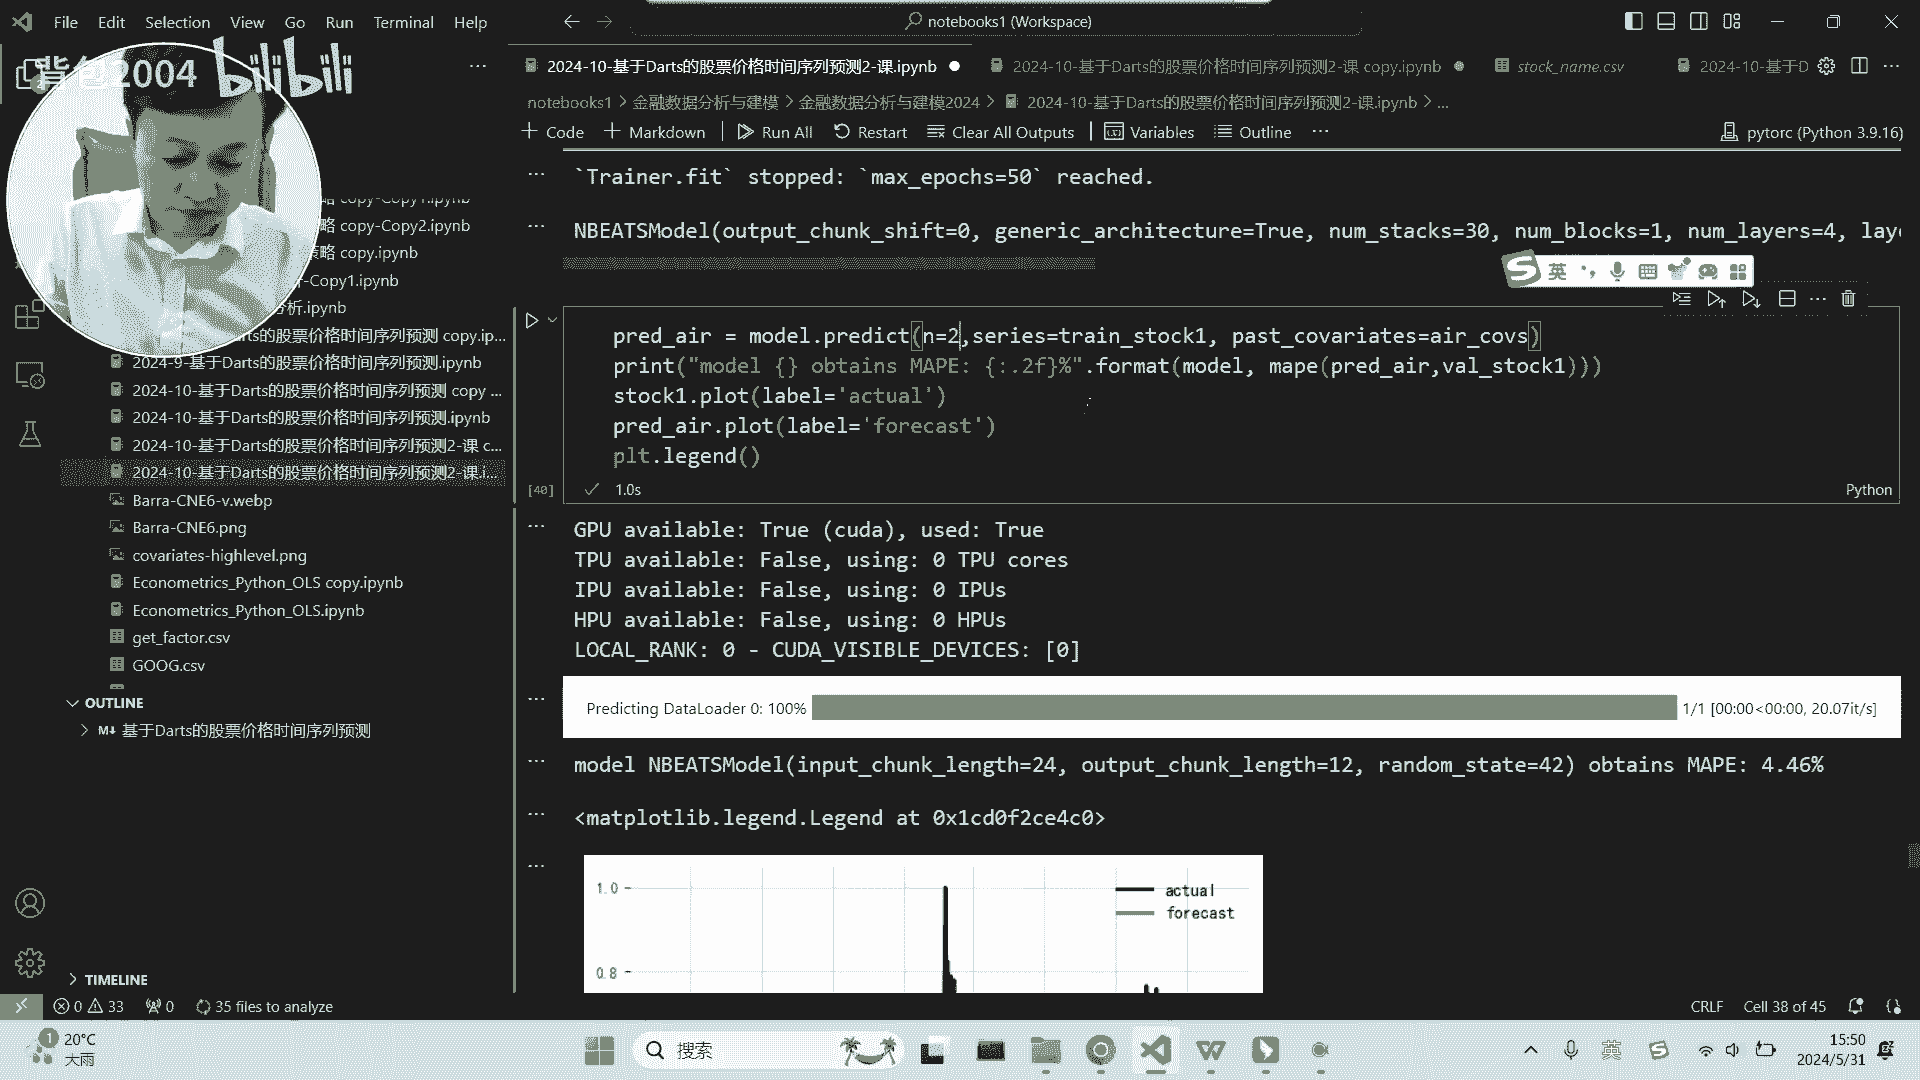 File Edit Selection View Go Run Terminal Help
notebooks1 (Workspace)
背包2004 bilibili
2024-10-基于Darts的股票价格时间序列预测2-课.ipynb
2024-10-基于Darts的股票价格时间序列预测2-课 copy.ipynb
stock_name.csv
2024-10-基于D
notebooks1 > 金融数据分析与建模 > 金融数据分析与建模2024 > 2024-10-基于Darts的股票价格时间序列预测2-课.ipynb > ...
+ Code + Markdown Run All Restart Clear All Outputs Variables Outline ...
pytorc (Python 3.9.16)
copy-Copy1.ipynb
略 copy-Copy2.ipynb
策略 copy.ipynb
-Copy1.ipynb
分析.ipynb
的股票价格时间序列预测 copy.ip...
2024-9-基于Darts的股票价格时间序列预测.ipynb
2024-10-基于Darts的股票价格时间序列预测 copy ...
2024-10-基于Darts的股票价格时间序列预测.ipynb
2024-10-基于Darts的股票价格时间序列预测2-课 c...
2024-10-基于Darts的股票价格时间序列预测2-课.i...
Barra-CNE6-v.webp
Barra-CNE6.png
covariates-highlevel.png
Econometrics_Python_OLS copy.ipynb
Econometrics_Python_OLS.ipynb
get_factor.csv
GOOG.csv
OUTLINE
M↓ 基于Darts的股票价格时间序列预测
TIMELINE
`Trainer.fit` stopped: `max_epochs=50` reached.
NBEATSModel(output_chunk_shift=0, generic_architecture=True, num_stacks=30, num_blocks=1, num_layers=4, laye
英
pred_air = model.predict(n=2,series=train_stock1, past_covariates=air_covs)
print("model {} obtains MAPE: {:.2f}%".format(model, mape(pred_air,val_stock1)))
stock1.plot(label='actual')
pred_air.plot(label='forecast')
plt.legend()
[40] 1.0s Python
GPU available: True (cuda), used: True
TPU available: False, using: 0 TPU cores
IPU available: False, using: 0 IPUs
HPU available: False, using: 0 HPUs
LOCAL_RANK: 0 - CUDA_VISIBLE_DEVICES: [0]
Predicting DataLoader 0: 100% 1/1 [00:00<00:00, 20.07it/s]
model NBEATSModel(input_chunk_length=24, output_chunk_length=12, random_state=42) obtains MAPE: 4.46%
<matplotlib.legend.Legend at 0x1cd0f2ce4c0>
1.0
actual
forecast
0.8
0 33 0 35 files to analyze
CRLF Cell 38 of 45
1 20°C
大雨
搜索
英
15:50
2024/5/31